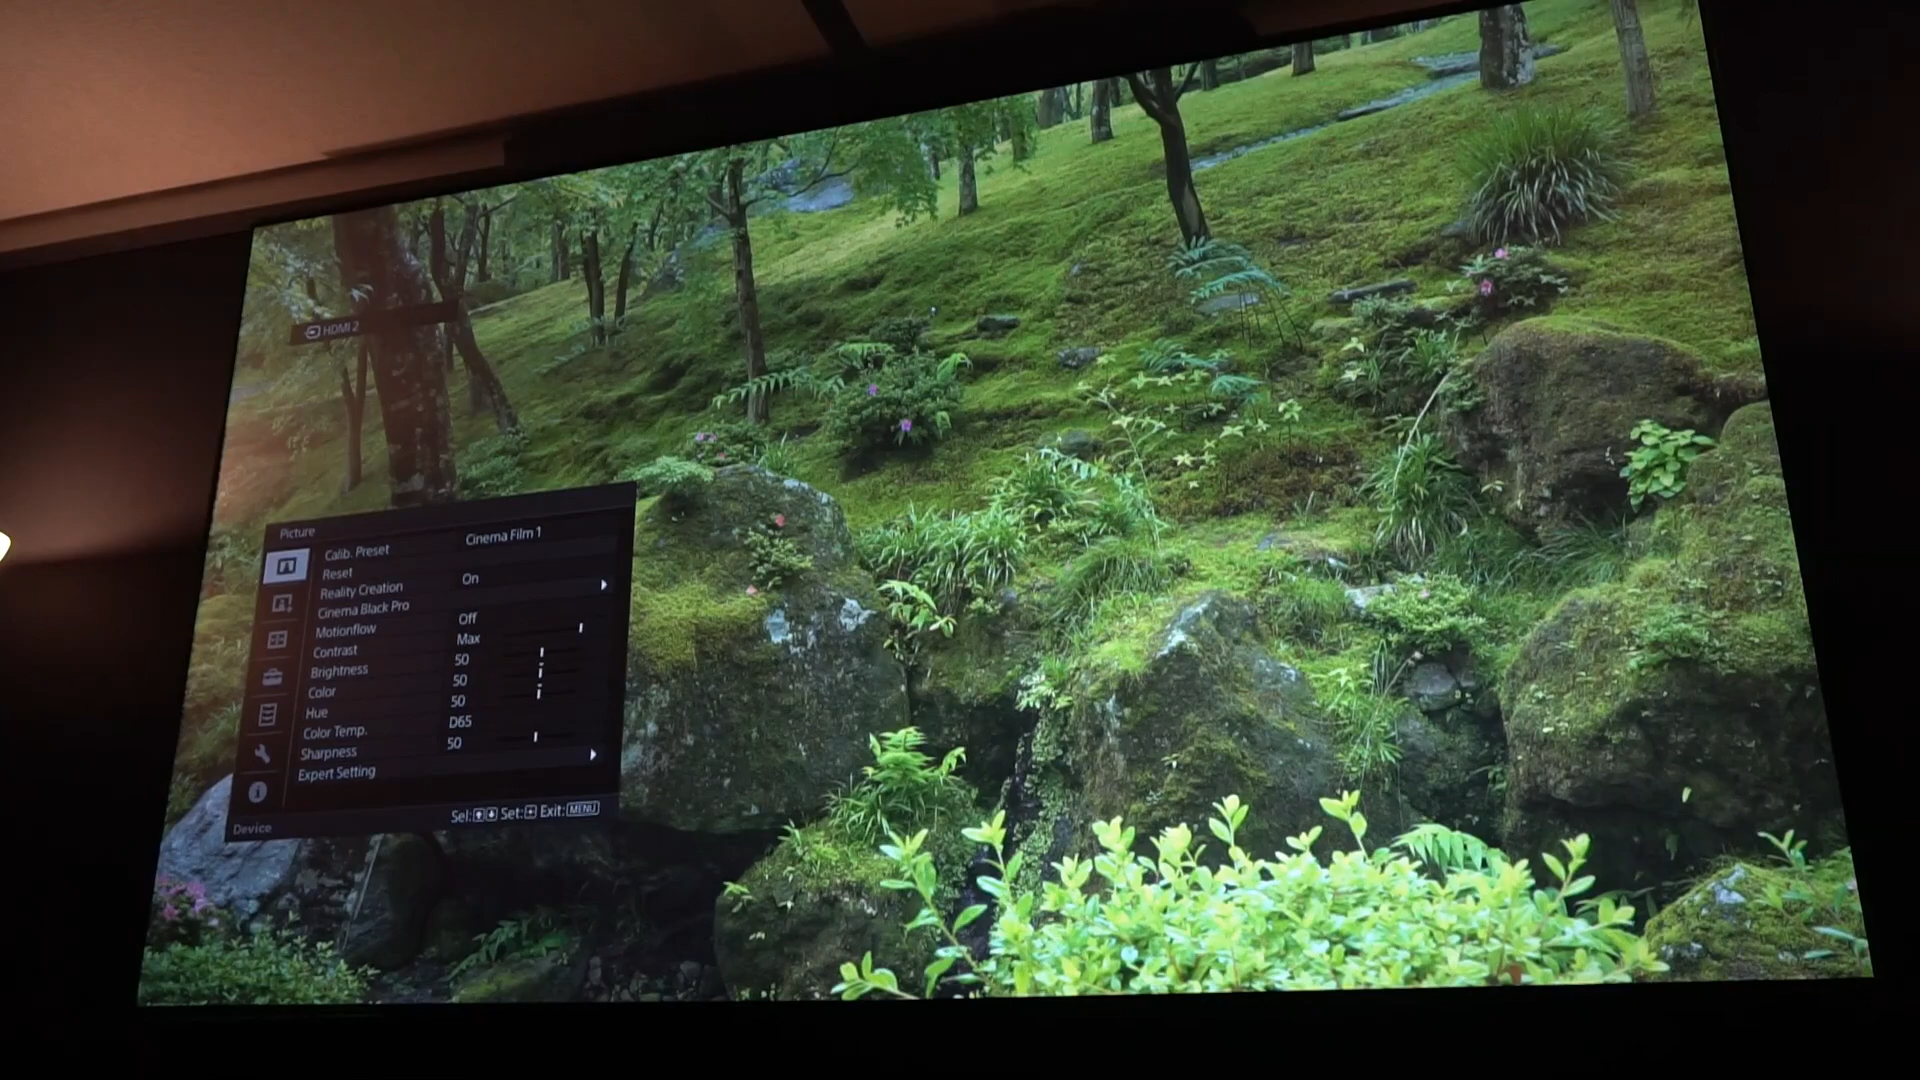 HDMI 2
Picture
Calib. Preset Cinema Film 1
Reset
Reality Creation On
Cinema Black Pro
Motionflow Off
Contrast Max
Brightness 50
Color 50
Hue 50
Color Temp. D65
Sharpness 50
Expert Setting
Sel: Set: Exit: MENU
Device